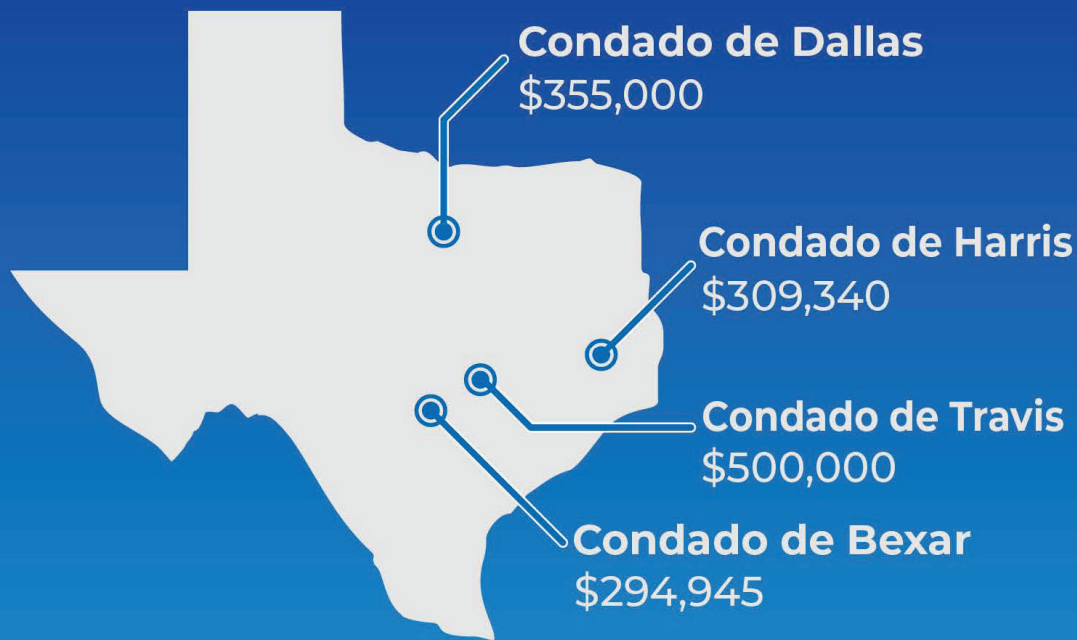 Condado de Dallas
$355,000
Condado de Harris
$309,340
Condado de Travis
$500,000
Condado de Bexar
$294,945